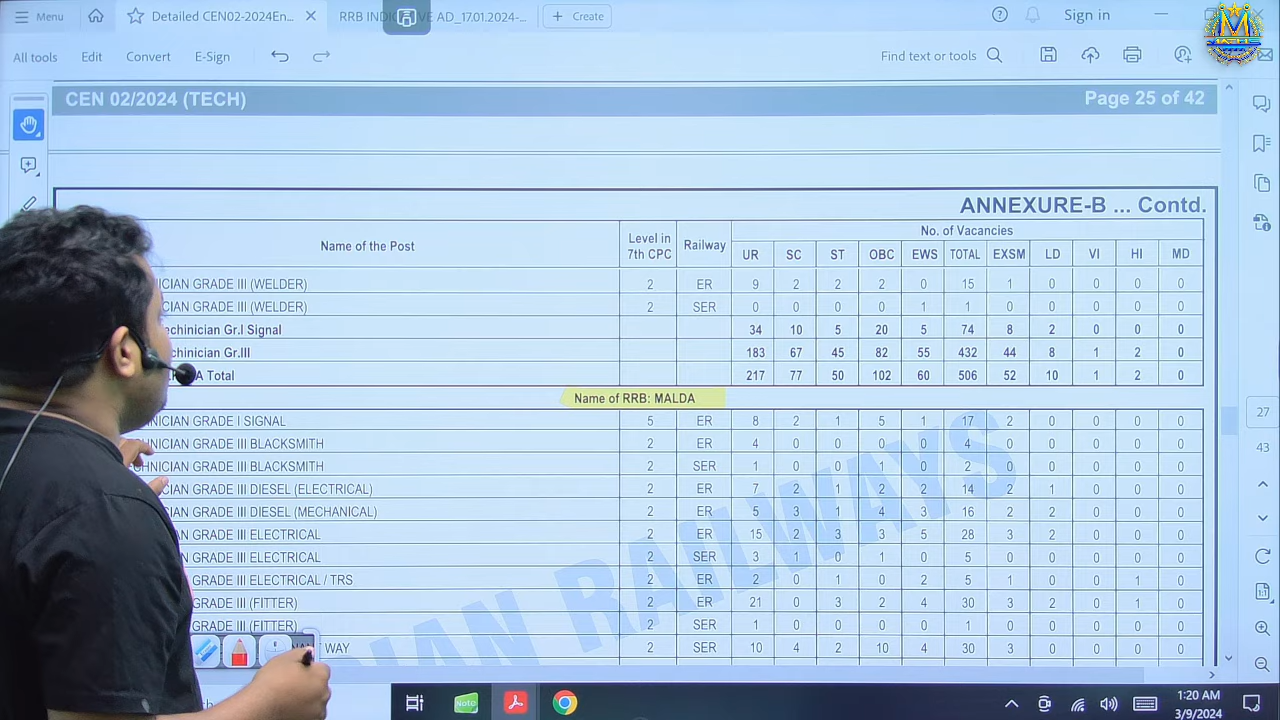 Menu Detailed CEN02-2024En... RRB IND VE AD_17.01.2024-... + Create Sign in
All tools Edit Convert E-Sign Find text or tools
M
MATHS
CEN 02/2024 (TECH) Page 25 of 42
ANNEXURE-B ... Contd.
Name of the Post Level in 7th CPC Railway No. of Vacancies
UR SC ST OBC EWS TOTAL EXSM LD VI HI MD
ICIAN GRADE III (WELDER) 2 ER 9 2 2 2 0 15 1 0 0 0 0
ICIAN GRADE III (WELDER) 2 SER 0 0 0 0 1 1 0 0 0 0 0
echinician Gr.I Signal 34 10 5 20 5 74 8 2 0 0 0
chinician Gr.III 183 67 45 82 55 432 44 8 1 2 0
A Total 217 77 50 102 60 506 52 10 1 2 0
Name of RRB: MALDA
HNICIAN GRADE I SIGNAL 5 ER 8 2 1 5 1 17 2 0 0 0 0
CHNICIAN GRADE III BLACKSMITH 2 ER 4 0 0 0 0 4 0 0 0 0 0
CHNICIAN GRADE III BLACKSMITH 2 SER 1 0 0 1 0 2 0 0 0 0 0
ICIAN GRADE III DIESEL (ELECTRICAL) 2 ER 7 2 1 2 2 14 2 1 0 0 0
CIAN GRADE III DIESEL (MECHANICAL) 2 ER 5 3 1 4 3 16 2 2 0 0 0
GRADE III ELECTRICAL 2 ER 15 2 3 3 5 28 3 2 0 0 0
GRADE III ELECTRICAL 2 SER 3 1 0 1 0 5 0 0 0 0 0
GRADE III ELECTRICAL / TRS 2 ER 2 0 1 0 2 5 1 0 0 1 0
GRADE III (FITTER) 2 ER 21 0 3 2 4 30 3 2 0 1 0
GRADE III (FITTER) 2 SER 1 0 0 0 0 1 0 0 0 0 0
WAY 2 SER 10 4 2 10 4 30 3 0 0 0 0
IAN RAILWAYS
27
43
1:1
Note
1:20 AM
3/9/2024